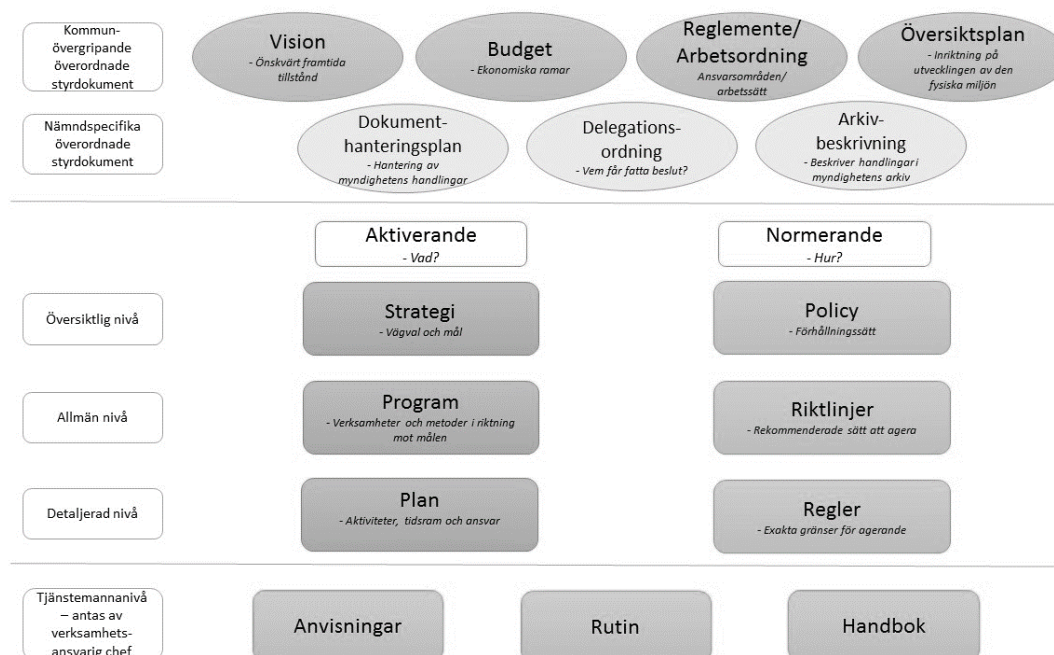 Kommun-
övergripande
överordnade
styrdokument
Vision
- Önskvärt framtida
tillstånd
Budget
- Ekonomiska ramar
Reglemente/
Arbetsordning
Ansvarsområden/
arbetssätt
Översiktsplan
- Inriktning på
utvecklingen av den
fysiska miljön
Nämndspecifika
överordnade
styrdokument
Dokument-
hanteringsplan
- Hantering av
myndighetens handlingar
Delegations-
ordning
- Vem får fatta beslut?
Arkiv-
beskrivning
- Beskriver handlingar i
myndighetens arkiv
Aktiverande
- Vad?
Normerande
- Hur?
Översiktlig nivå
Strategi
- Vägval och mål
Policy
- Förhållningssätt
Allmän nivå
Program
- Verksamheter och metoder i riktning
mot målen
Riktlinjer
- Rekommenderade sätt att agera
Detaljerad nivå
Plan
- Aktiviteter, tidsram och ansvar
Regler
- Exakta gränser för agerande
Tjänstemannanivå
– antas av
verksamhets-
ansvarig chef
Anvisningar
Rutin
Handbok